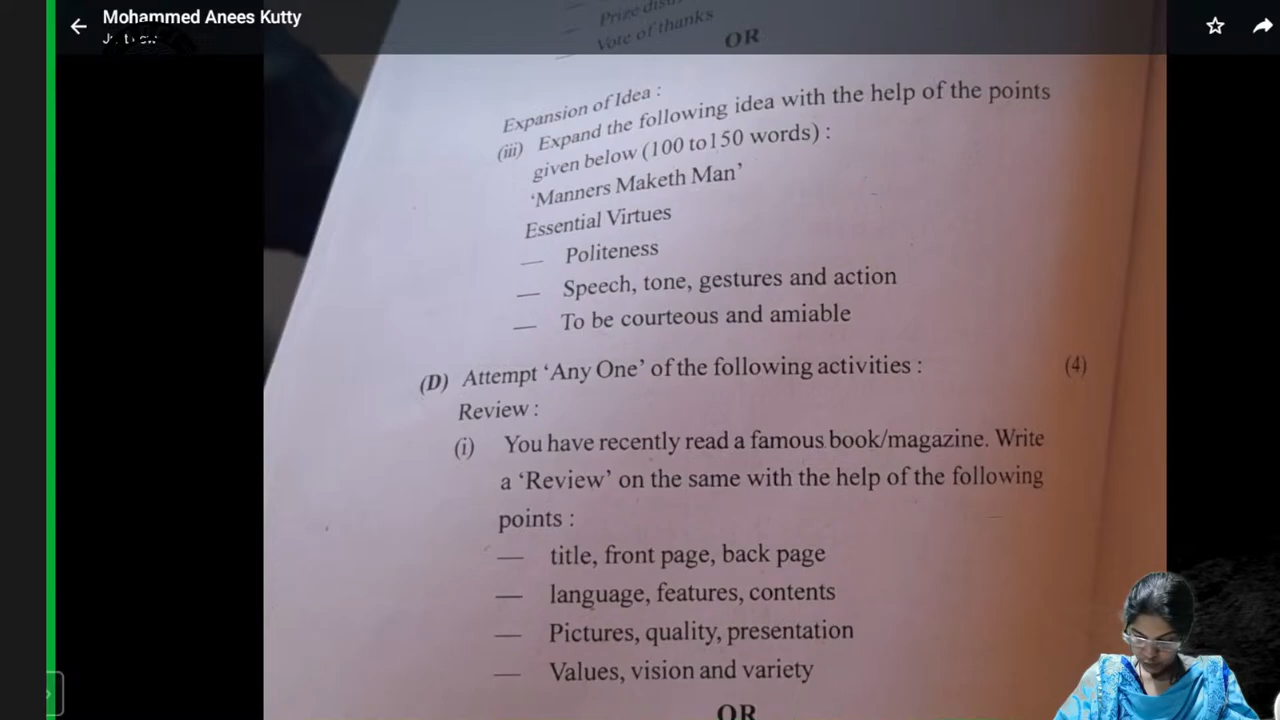 Mohammed Anees Kutty
— Prize
— Vote of thanks
OR
Expansion of Idea :
(iii) Expand the following idea with the help of the points
given below (100 to150 words) :
‘Manners Maketh Man’
Essential Virtues
— Politeness
— Speech, tone, gestures and action
— To be courteous and amiable
(D) Attempt ‘Any One’ of the following activities : (4)
Review :
(i) You have recently read a famous book/magazine. Write
a ‘Review’ on the same with the help of the following
points :
— title, front page, back page
— language, features, contents
— Pictures, quality, presentation
— Values, vision and variety
OR